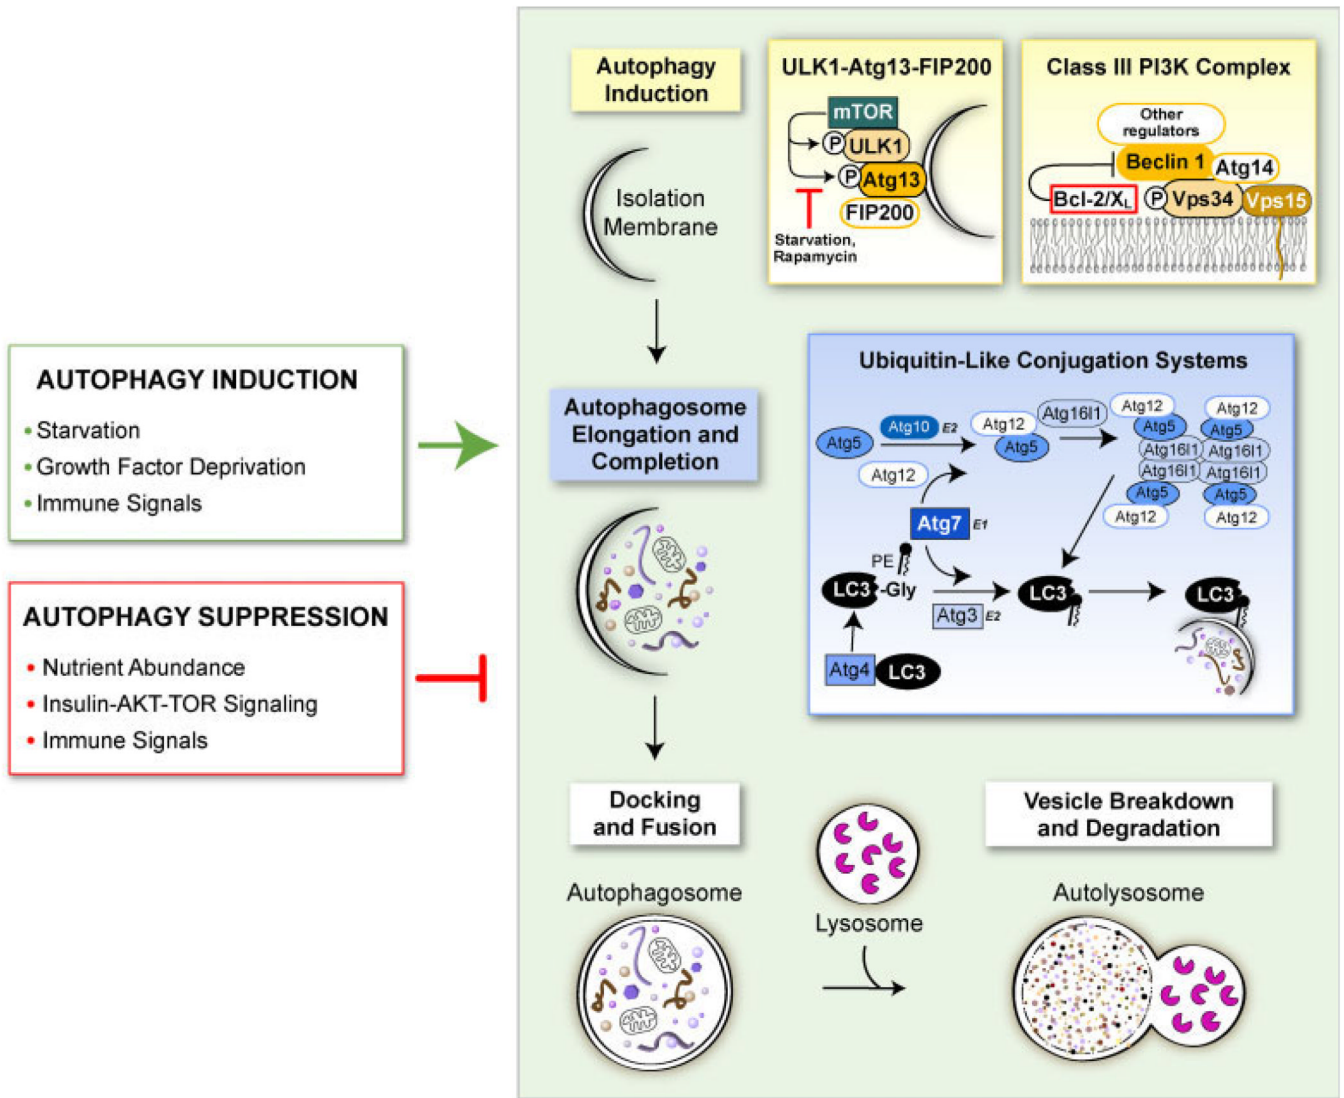 AUTOPHAGY INDUCTION
• Starvation
• Growth Factor Deprivation
• Immune Signals
AUTOPHAGY SUPPRESSION
• Nutrient Abundance
• Insulin-AKT-TOR Signaling
• Immune Signals
Autophagy
Induction
Isolation
Membrane
ULK1-Atg13-FIP200
mTOR
P
ULK1
P
Atg13
FIP200
Starvation,
Rapamycin
Class III PI3K Complex
Other
regulators
Beclin 1
Atg14
Bcl-2/XL
P
Vps34
Vps15
Autophagosome
Elongation and
Completion
Ubiquitin-Like Conjugation Systems
Atg5
Atg10 E2
Atg12
Atg12
Atg5
Atg16l1
Atg12
Atg5
Atg16l1
Atg16l1
Atg5
Atg12
Atg12
Atg5
Atg16l1
Atg16l1
Atg5
Atg12
Atg7 E1
PE
LC3 -Gly
Atg3 E2
LC3
LC3
Atg4 LC3
Docking
and Fusion
Autophagosome
Lysosome
Vesicle Breakdown
and Degradation
Autolysosome